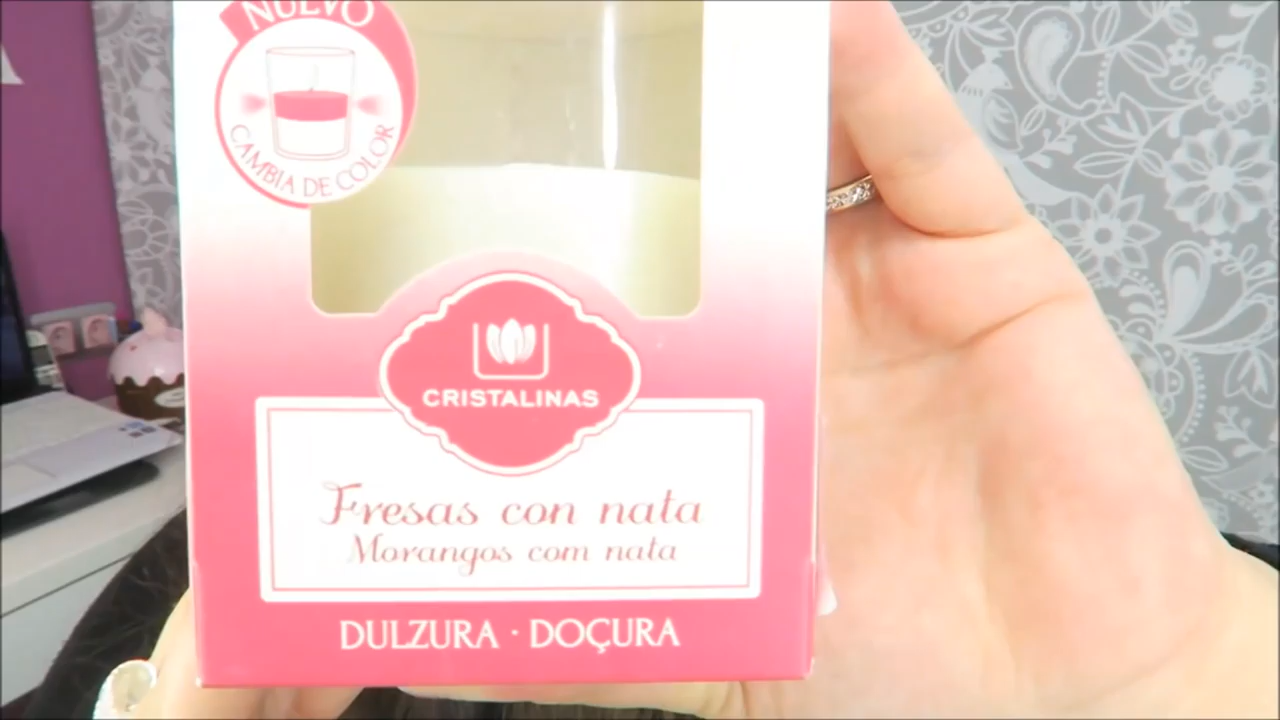 NUEVO
CAMBIA DE COLOR
CRISTALINAS
Fresas con nata
Morangos com nata
DULZURA · DOÇURA